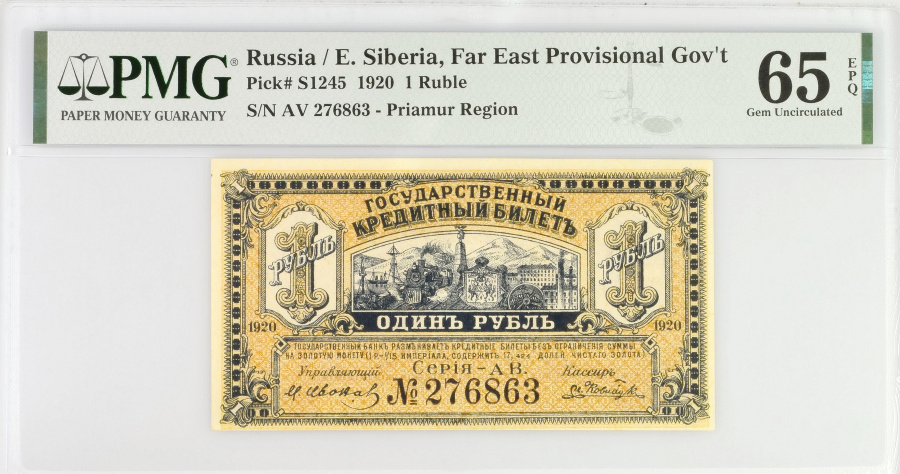 PMG®
PAPER MONEY GUARANTY
Russia / E. Siberia, Far East Provisional Gov't
Pick# S1245 1920 1 Ruble
S/N AV 276863 - Priamur Region
65 EPQ
Gem Uncirculated
ГОСУДАРСТВЕННЫЙ
КРЕДИТНЫЙ БИЛЕТЪ
1 РУБЛЬ
1 РУБЛЬ
1920
ОДИНЪ РУБЛЬ
1920
ГОСУДАРСТВЕННЫЙ БАНКЪ РАЗМѢНИВАЕТЪ КРЕДИТНЫЕ БИЛЕТЫ БЕЗЪ ОГРАНИЧЕНІЯ СУММЫ
НА ЗОЛОТУЮ МОНЕТУ (1 Р.=1/15 ИМПЕРІАЛА, СОДЕРЖИТЪ 17,424 ДОЛЕЙ ЧИСТАГО ЗОЛОТА)
Управляющій
Серія-АВ.
Кассиръ
№ 276863